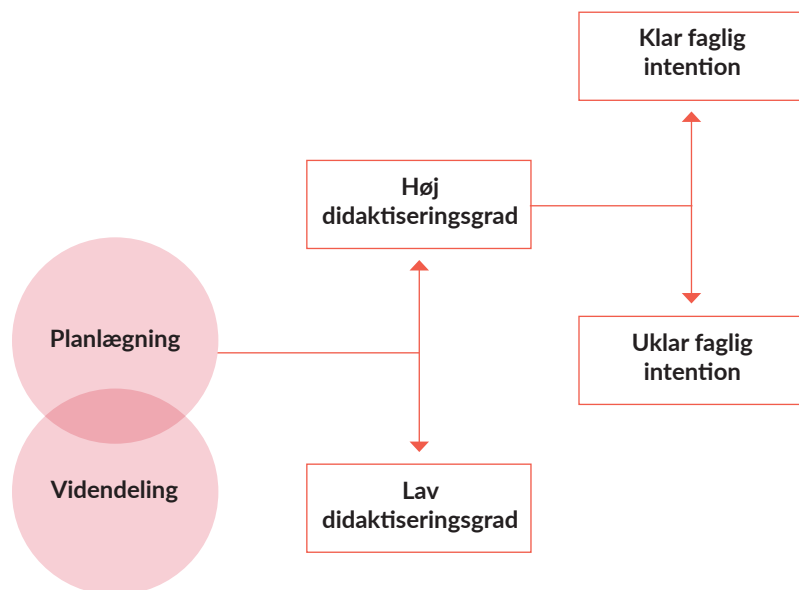 Klar faglig
intention
Høj
didaktiseringsgrad
Planlægning
Uklar faglig
intention
Videndeling
Lav
didaktiseringsgrad